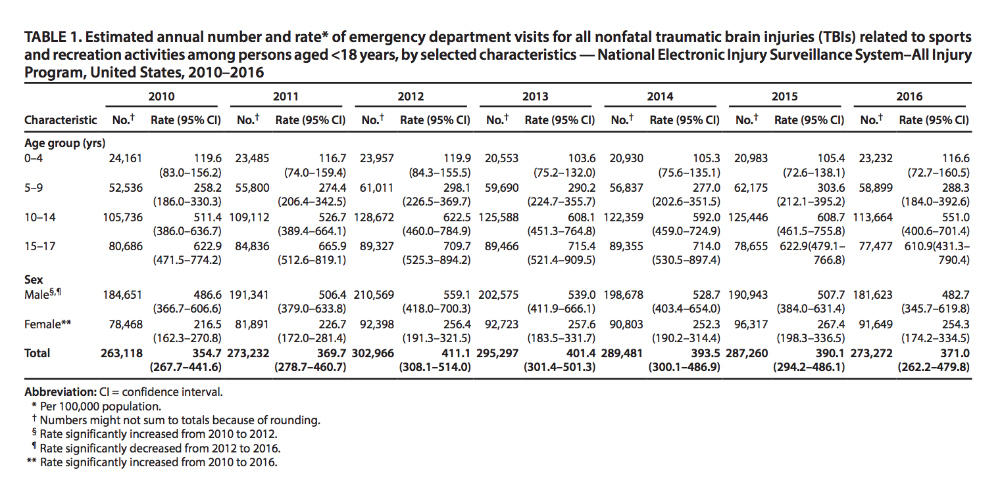 TABLE 1. Estimated annual number and rate* of emergency department visits for all nonfatal traumatic brain injuries (TBIs) related to sports
and recreation activities among persons aged <18 years, by selected characteristics — National Electronic Injury Surveillance System–All Injury
Program, United States, 2010–2016
2010 2011 2012 2013 2014 2015 2016
Characteristic No.† Rate (95% CI) No.† Rate (95% CI) No.† Rate (95% CI) No.† Rate (95% CI) No.† Rate (95% CI) No.† Rate (95% CI) No.† Rate (95% CI)
Age group (yrs)
0–4 24,161 119.6 23,485 116.7 23,957 119.9 20,553 103.6 20,930 105.3 20,983 105.4 23,232 116.6
(83.0–156.2) (74.0–159.4) (84.3–155.5) (75.2–132.0) (75.6–135.1) (72.6–138.1) (72.7–160.5)
5–9 52,536 258.2 55,800 274.4 61,011 298.1 59,690 290.2 56,837 277.0 62,175 303.6 58,899 288.3
(186.0–330.3) (206.4–342.5) (226.5–369.7) (224.7–355.7) (202.6–351.5) (212.1–395.2) (184.0–392.6)
10–14 105,736 511.4 109,112 526.7 128,672 622.5 125,588 608.1 122,359 592.0 125,446 608.7 113,664 551.0
(386.0–636.7) (389.4–664.1) (460.0–784.9) (451.3–764.8) (459.0–724.9) (461.5–755.8) (400.6–701.4)
15–17 80,686 622.9 84,836 665.9 89,327 709.7 89,466 715.4 89,355 714.0 78,655 622.9(479.1– 77,477 610.9(431.3–
(471.5–774.2) (512.6–819.1) (525.3–894.2) (521.4–909.5) (530.5–897.4) 766.8) 790.4)
Sex
Male§,¶ 184,651 486.6 191,341 506.4 210,569 559.1 202,575 539.0 198,678 528.7 190,943 507.7 181,623 482.7
(366.7–606.6) (379.0–633.8) (418.0–700.3) (411.9–666.1) (403.4–654.0) (384.0–631.4) (345.7–619.8)
Female** 78,468 216.5 81,891 226.7 92,398 256.4 92,723 257.6 90,803 252.3 96,317 267.4 91,649 254.3
(162.3–270.8) (172.0–281.4) (191.3–321.5) (183.5–331.7) (190.2–314.4) (198.3–336.5) (174.2–334.5)
Total 263,118 354.7 273,232 369.7 302,966 411.1 295,297 401.4 289,481 393.5 287,260 390.1 273,272 371.0
(267.7–441.6) (278.7–460.7) (308.1–514.0) (301.4–501.3) (300.1–486.9) (294.2–486.1) (262.2–479.8)
Abbreviation: CI = confidence interval.
* Per 100,000 population.
† Numbers might not sum to totals because of rounding.
§ Rate significantly increased from 2010 to 2012.
¶ Rate significantly decreased from 2012 to 2016.
** Rate significantly increased from 2010 to 2016.